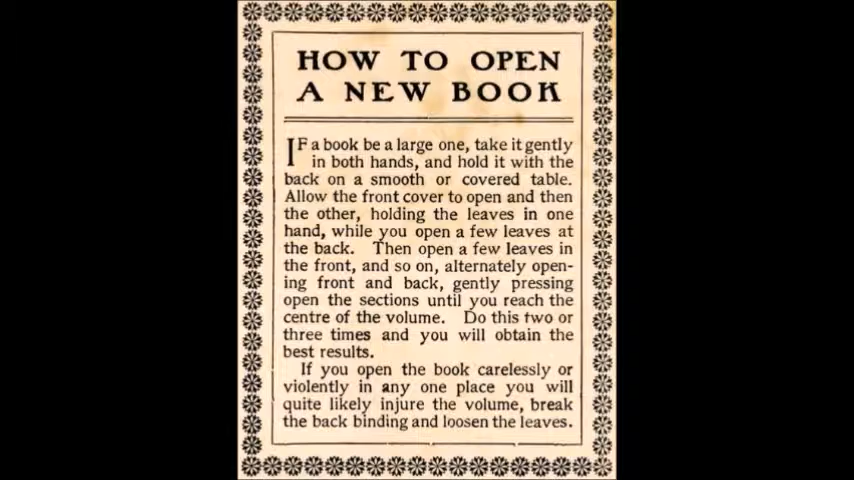 HOW TO OPEN
A NEW BOOK
IF a book be a large one, take it gently
in both hands, and hold it with the
back on a smooth or covered table.
Allow the front cover to open and then
the other, holding the leaves in one
hand, while you open a few leaves at
the back. Then open a few leaves in
the front, and so on, alternately open-
ing front and back, gently pressing
open the sections until you reach the
centre of the volume. Do this two or
three times and you will obtain the
best results.
If you open the book carelessly or
violently in any one place you will
quite likely injure the volume, break
the back binding and loosen the leaves.